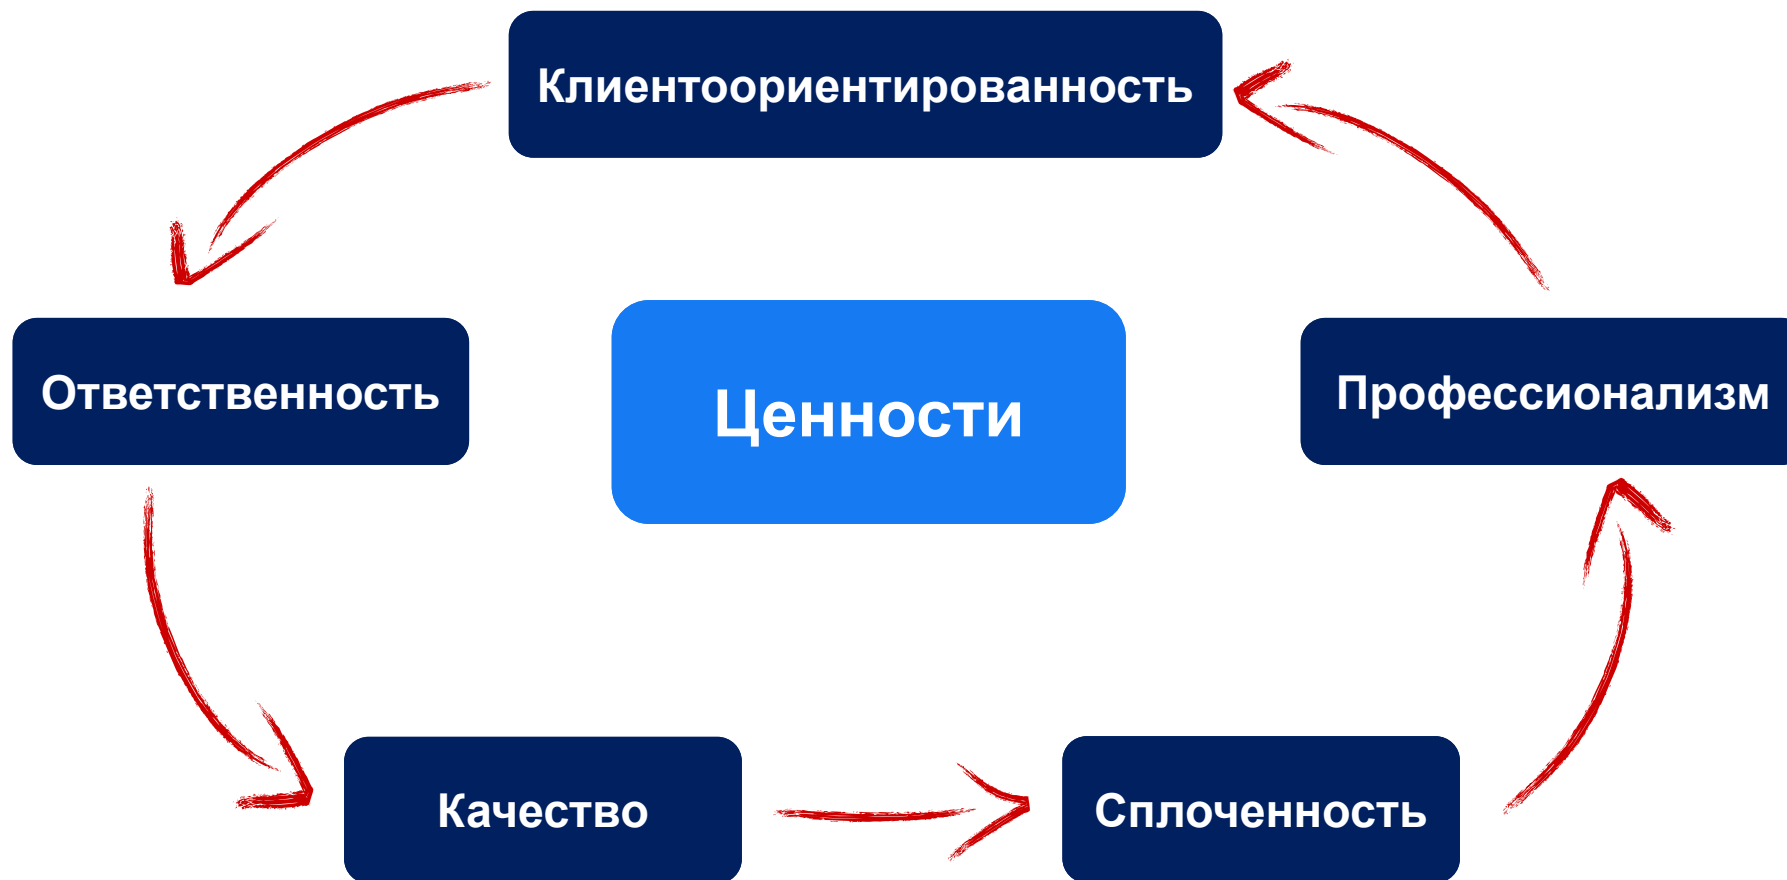 Клиентоориентированность
Ответственность
Ценности
Профессионализм
Качество
Сплоченность